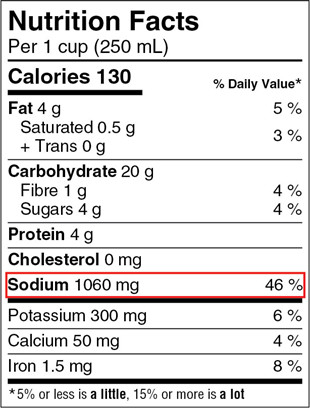 Nutrition Facts
Per 1 cup (250 mL)
Calories 130
% Daily Value*
Fat 4 g 5 %
Saturated 0.5 g
+ Trans 0 g 3 %
Carbohydrate 20 g
Fibre 1 g 4 %
Sugars 4 g 4 %
Protein 4 g
Cholesterol 0 mg
Sodium 1060 mg 46 %
Potassium 300 mg 6 %
Calcium 50 mg 4 %
Iron 1.5 mg 8 %
*5% or less is a little, 15% or more is a lot